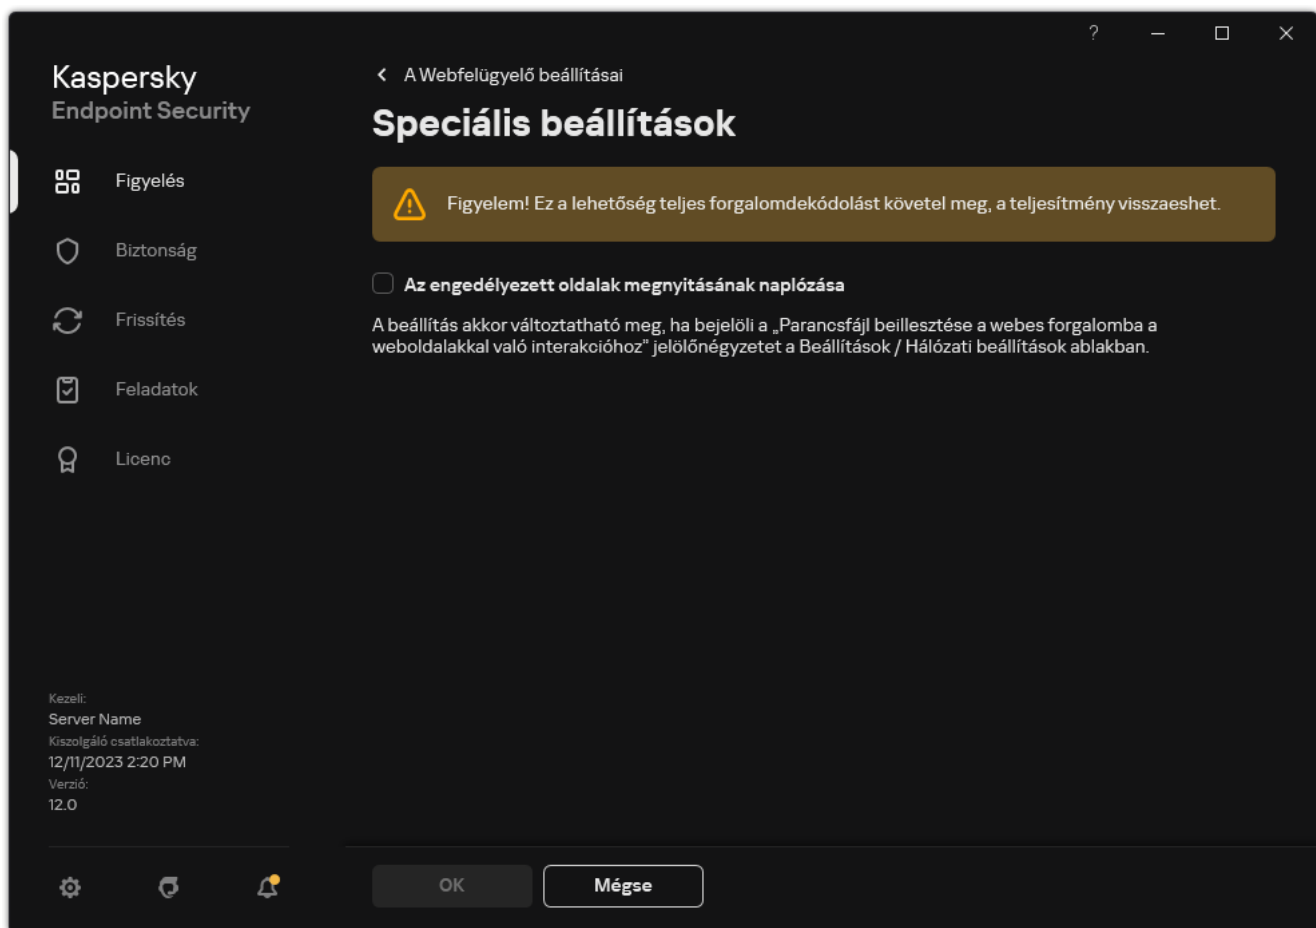 ?
Kaspersky
Endpoint Security
Figyelés
Biztonság
Frissítés
Feladatok
Licenc
Kezeli:
Server Name
Kiszolgáló csatlakoztatva:
12/11/2023 2:20 PM
Verzió:
12.0
A Webfelügyelő beállításai
Speciális beállítások
Figyelem! Ez a lehetőség teljes forgalomdekódolást követel meg, a teljesítmény visszaeshet.
Az engedélyezett oldalak megnyitásának naplózása
A beállítás akkor változtatható meg, ha bejelöli a „Parancsfájl beillesztése a webes forgalomba a
weboldalakkal való interakcióhoz” jelölőnégyzetet a Beállítások / Hálózati beállítások ablakban.
OK
Mégse